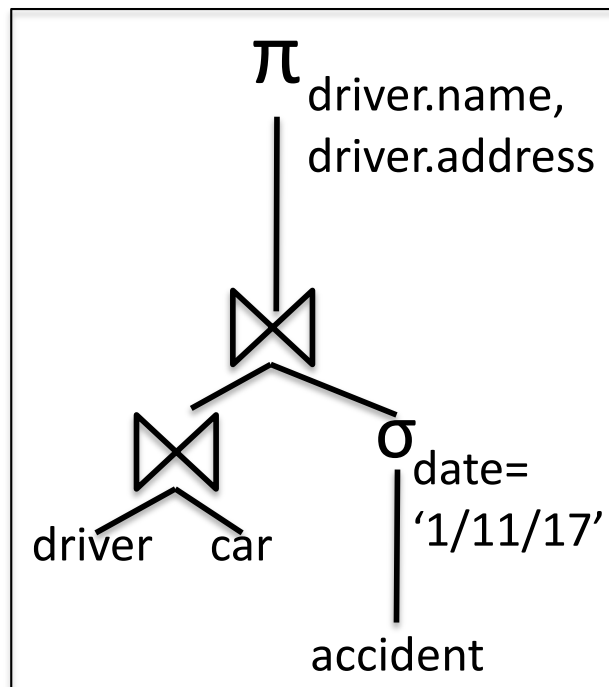 π driver.name,
driver.address
⋈
⋈
σ date=
‘1/11/17’
driver car
accident